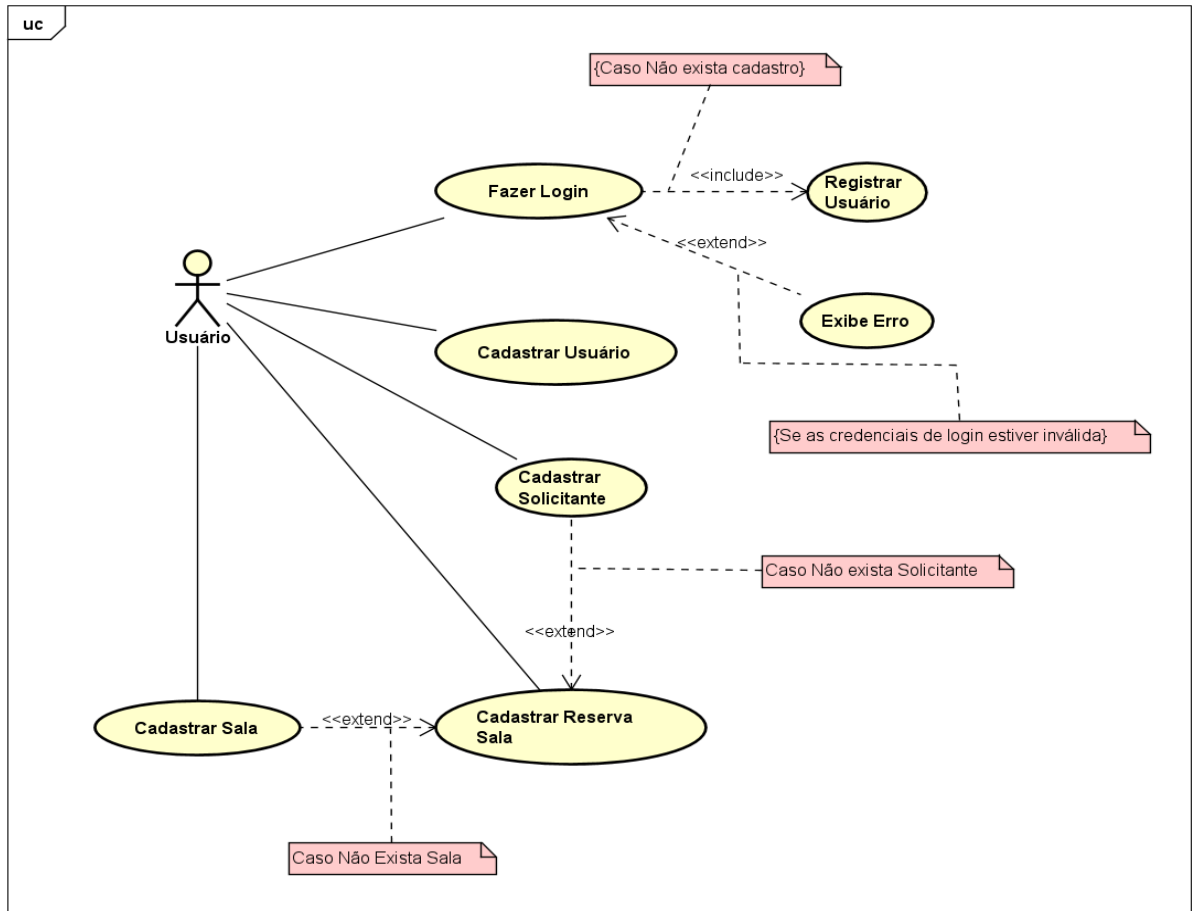 uc
{Caso Não exista cadastro}
<<include>>
Fazer Login
Registrar
Usuário
<<extend>>
Exibe Erro
Usuário
Cadastrar Usuário
{Se as credenciais de login estiver inválida}
Cadastrar
Solicitante
Caso Não exista Solicitante
<<extend>>
Cadastrar Sala
<<extend>>
Cadastrar Reserva
Sala
Caso Não Exista Sala